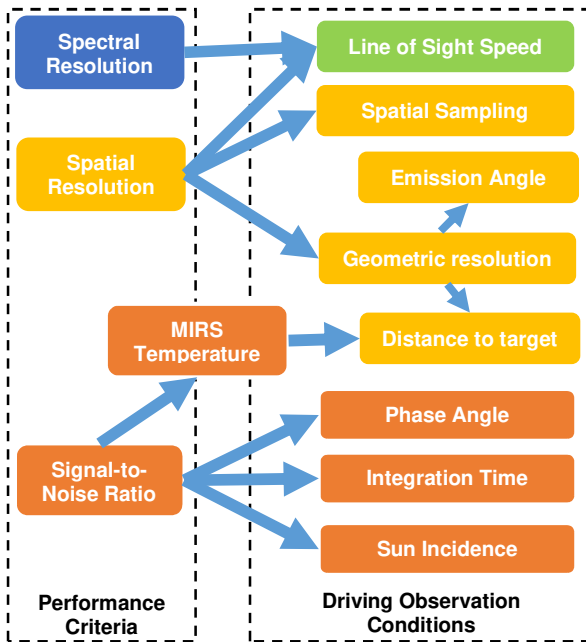 Spectral
Resolution
Line of Sight Speed
Spatial Sampling
Spatial
Resolution
Emission Angle
Geometric resolution
MIRS
Temperature
Distance to target
Phase Angle
Signal-to-
Noise Ratio
Integration Time
Sun Incidence
Performance
Criteria
Driving Observation
Conditions